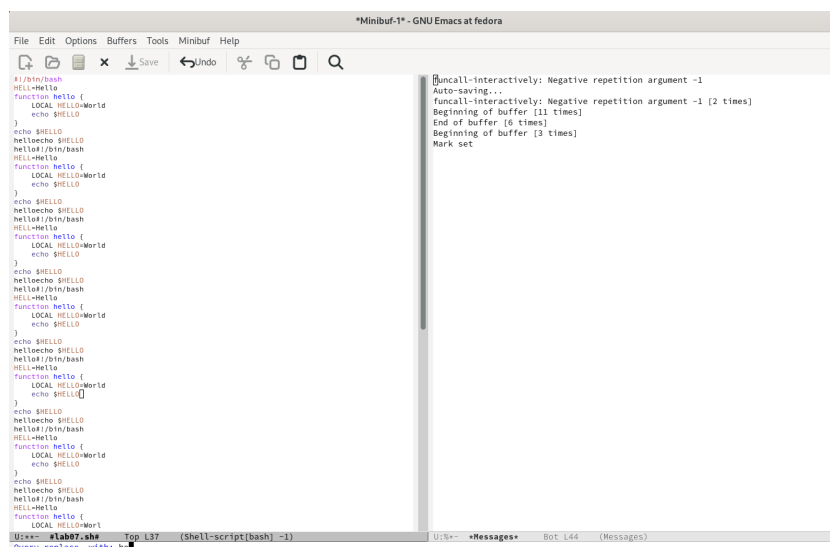 *Minibuf-1* - GNU Emacs at fedora
File Edit Options Buffers Tools Minibuf Help
Save Undo
#!/bin/bash
HELL=Hello
function hello {
LOCAL HELLO=World
echo $HELLO
}
echo $HELLO
helloecho $HELLO
hello#!/bin/bash
HELL=Hello
function hello {
LOCAL HELLO=World
echo $HELLO
}
echo $HELLO
helloecho $HELLO
hello#!/bin/bash
HELL=Hello
function hello {
LOCAL HELLO=World
echo $HELLO
}
echo $HELLO
helloecho $HELLO
hello#!/bin/bash
HELL=Hello
function hello {
LOCAL HELLO=World
echo $HELLO
}
echo $HELLO
helloecho $HELLO
hello#!/bin/bash
HELL=Hello
function hello {
LOCAL HELLO=World
echo $HELLO
}
echo $HELLO
helloecho $HELLO
hello#!/bin/bash
HELL=Hello
function hello {
LOCAL HELLO=World
echo $HELLO
}
echo $HELLO
helloecho $HELLO
hello#!/bin/bash
HELL=Hello
function hello {
LOCAL HELLO=Worl
U:**- #lab07.sh# Top L37 (Shell-script[bash] -1)
funcall-interactively: Negative repetition argument -1
Auto-saving...
funcall-interactively: Negative repetition argument -1 [2 times]
Beginning of buffer [11 times]
End of buffer [6 times]
Beginning of buffer [3 times]
Mark set
U:%*- *Messages* Bot L44 (Messages)
Query replace with: